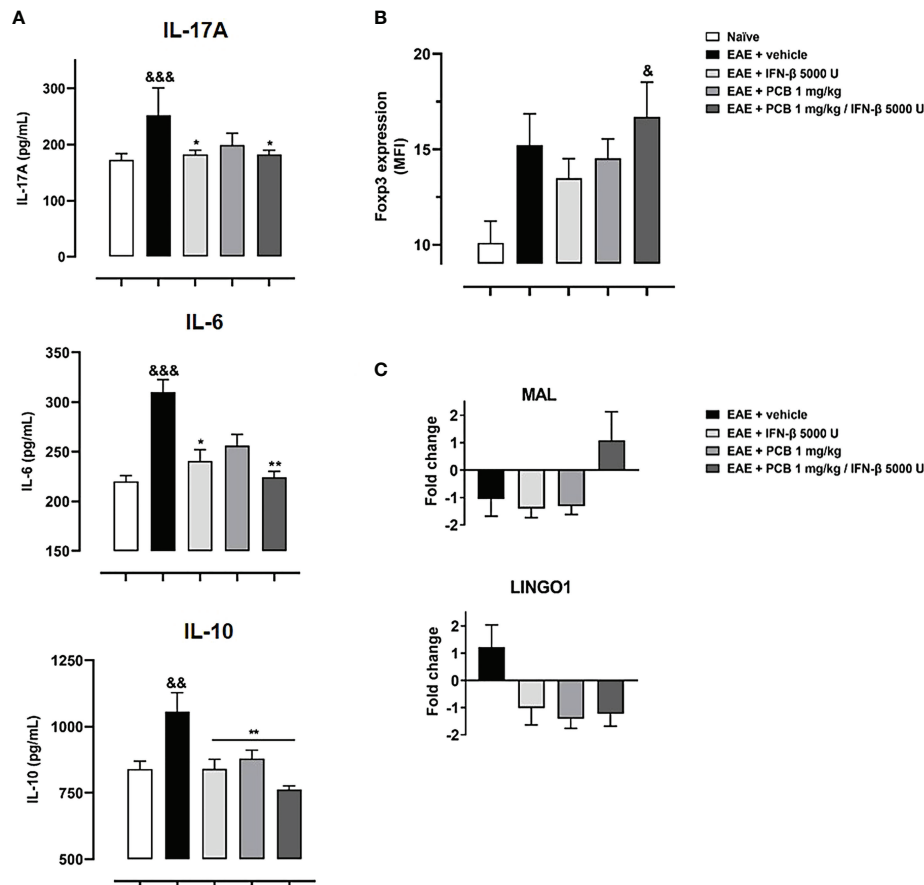 A
IL-17A
IL-17A (pg/mL)
300
200
100
0
&&&
*
*
IL-6
IL-6 (pg/mL)
350
300
250
200
150
&&&
*
**
IL-10
IL-10 (pg/mL)
1250
1000
750
500
&&
**
B
Foxp3 expression
(MFI)
20
15
10
&
Naïve
EAE + vehicle
EAE + IFN-β 5000 U
EAE + PCB 1 mg/kg
EAE + PCB 1 mg/kg / IFN-β 5000 U
C
MAL
Fold change
2
1
0
-1
-2
EAE + vehicle
EAE + IFN-β 5000 U
EAE + PCB 1 mg/kg
EAE + PCB 1 mg/kg / IFN-β 5000 U
LINGO1
Fold change
2
1
0
-1
-2